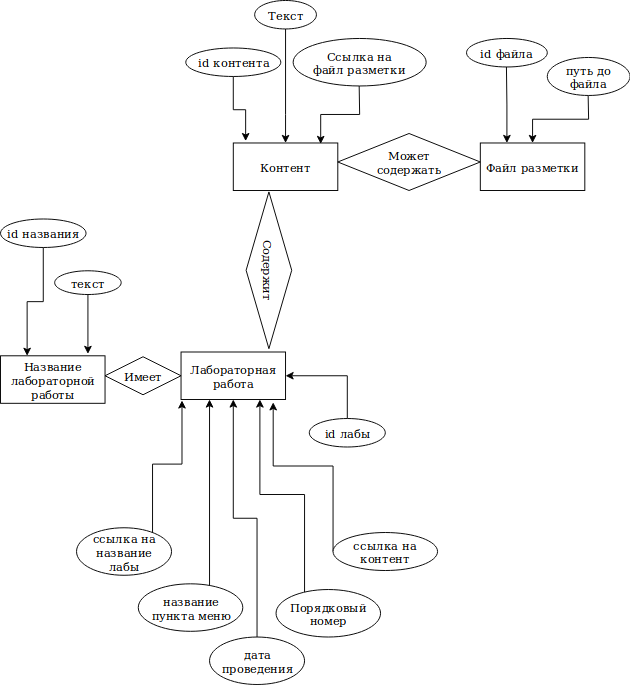 Текст
id контента
Ссылка на
файл разметки
id файла
путь до
файла
Контент
Может
содержать
Файл разметки
id названия
Содержит
текст
Название
лабораторной
работы
Имеет
Лабораторная
работа
id лабы
ссылка на
название
лабы
ссылка на
контент
название
пункта меню
Порядковый
номер
дата
проведения